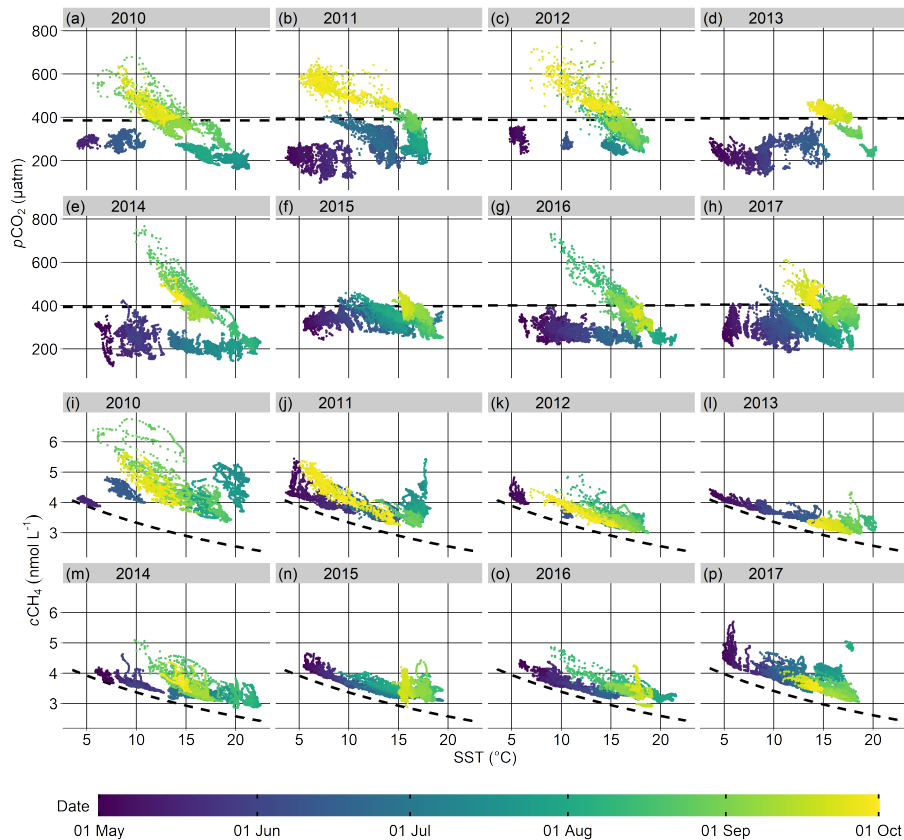 (a) 2010 (b) 2011 (c) 2012 (d) 2013
800
600
400
200
(e) 2014 (f) 2015 (g) 2016 (h) 2017
800
600
400
200
pCO₂ (µatm)
(i) 2010 (j) 2011 (k) 2012 (l) 2013
6
5
4
3
(m) 2014 (n) 2015 (o) 2016 (p) 2017
6
5
4
3
cCH₄ (nmol L⁻¹)
5 10 15 20 5 10 15 20 5 10 15 20 5 10 15 20
SST (°C)
Date
01 May 01 Jun 01 Jul 01 Aug 01 Sep 01 Oct